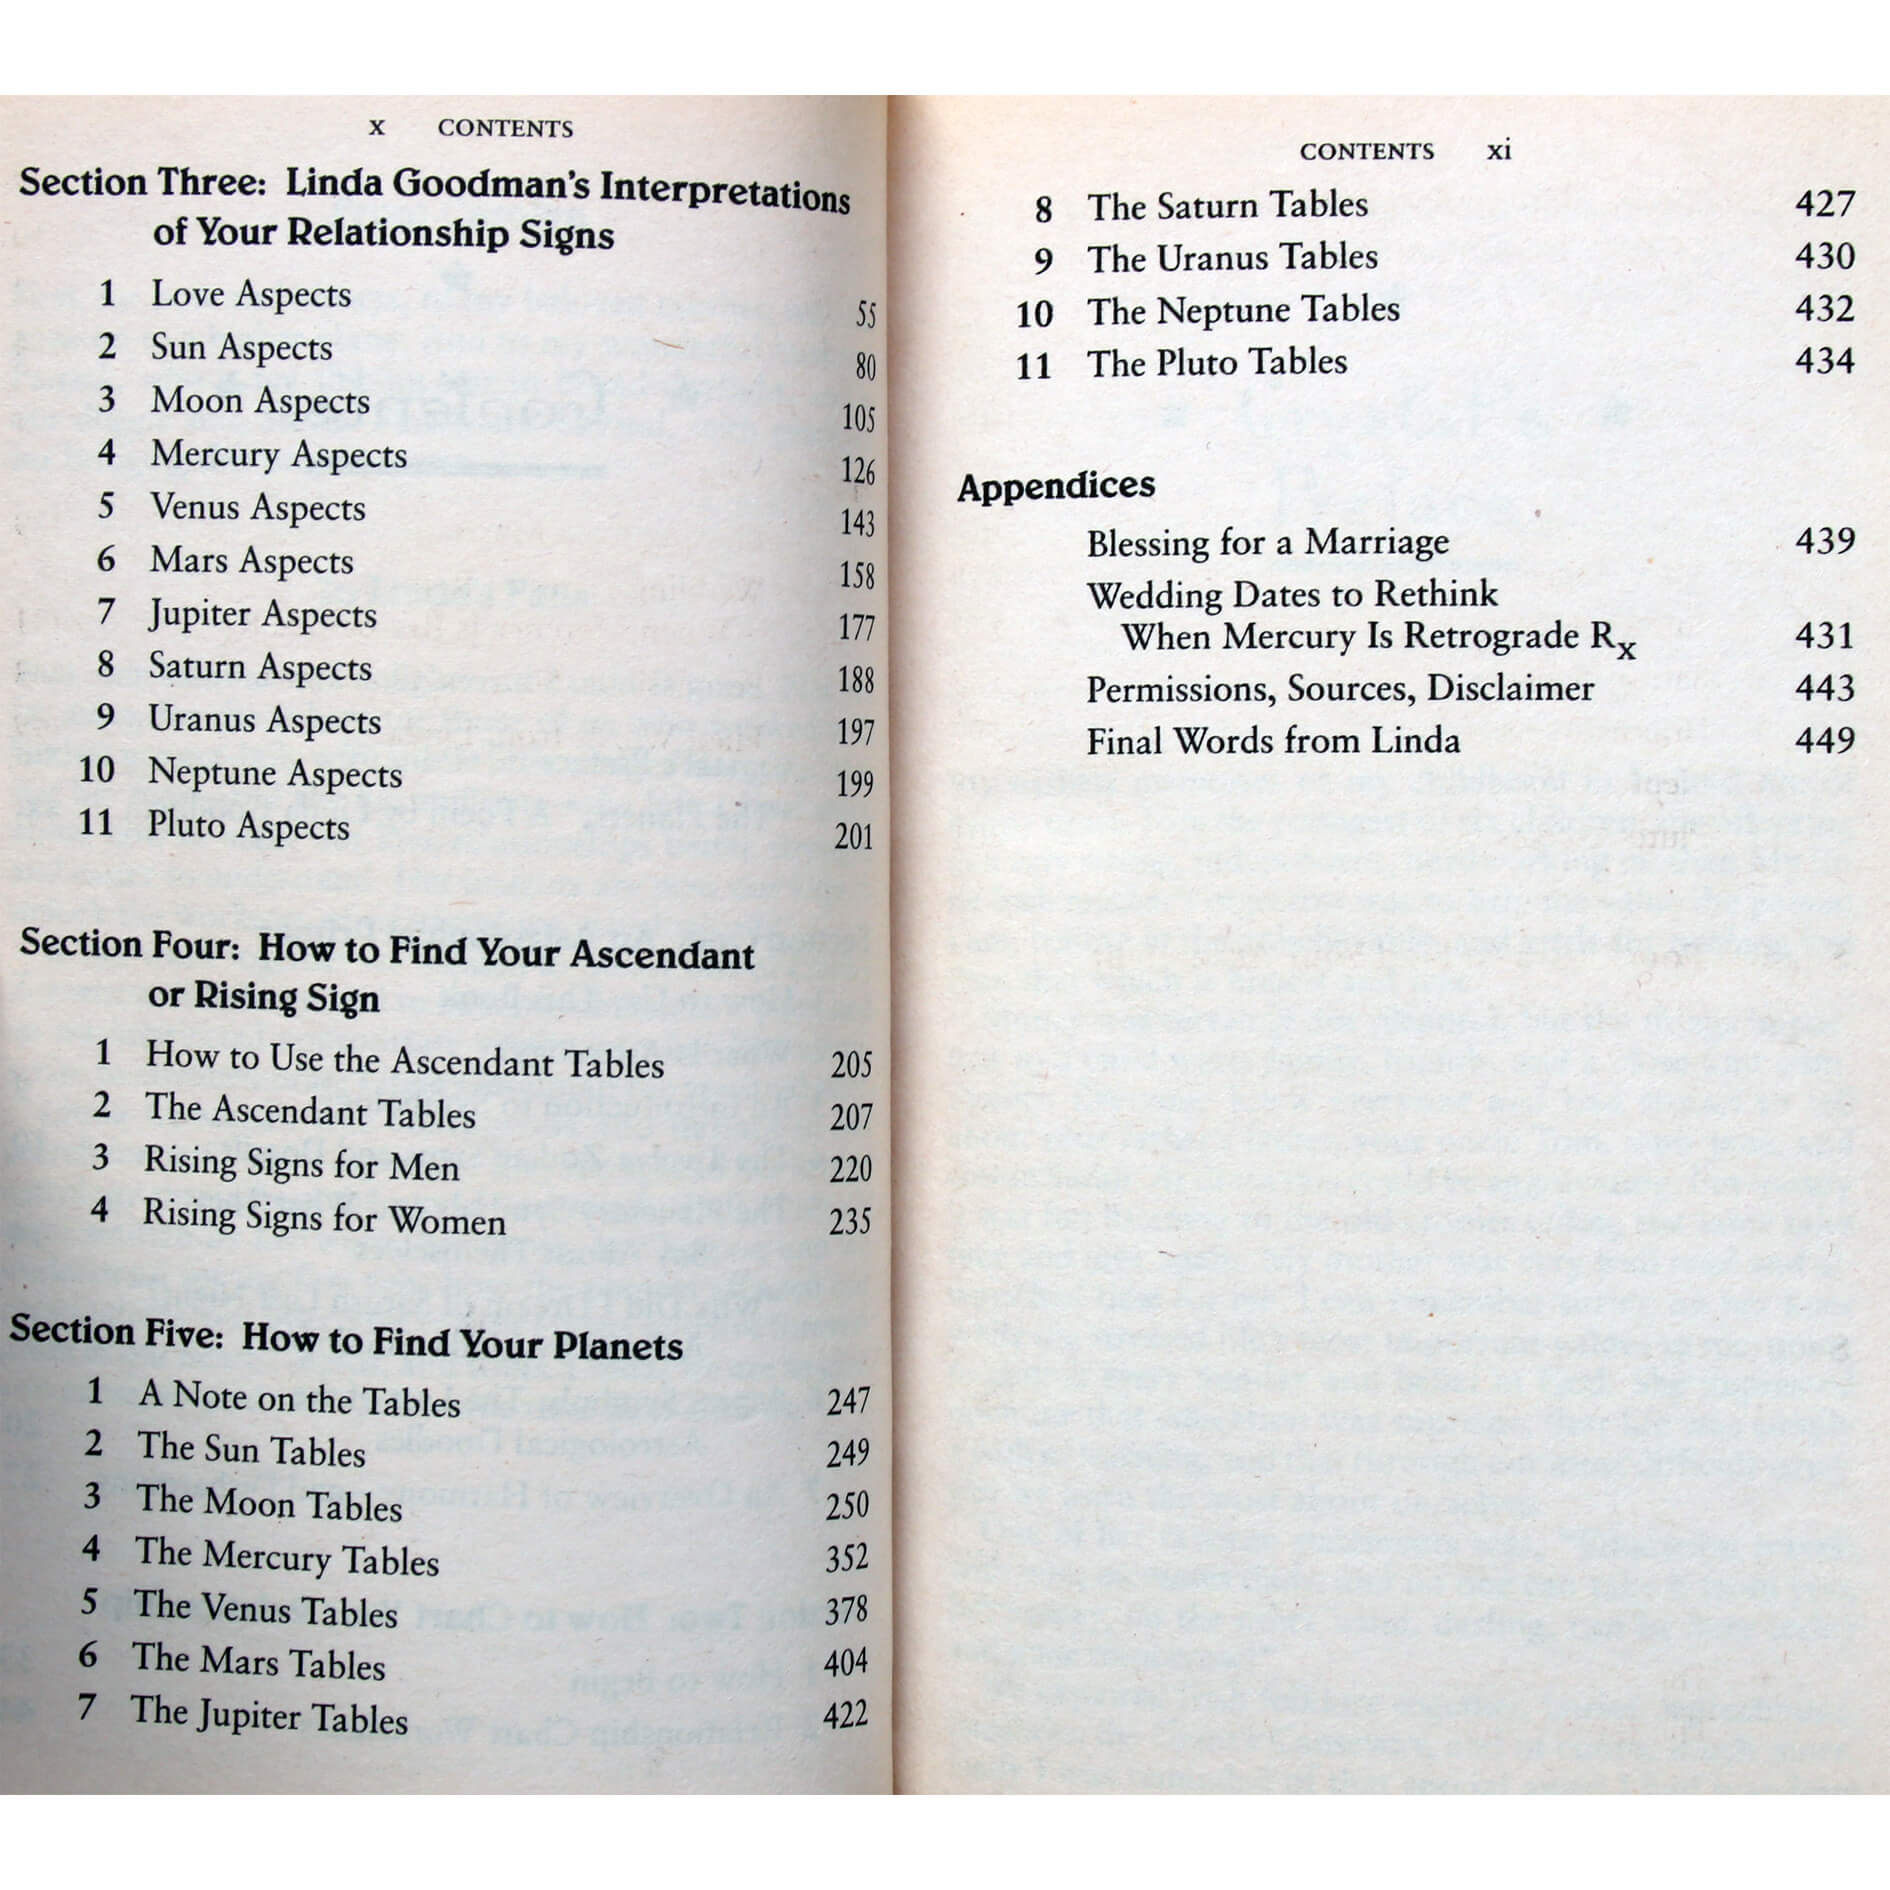 x CONTENTS
Section Three: Linda Goodman's Interpretations
of Your Relationship Signs
1 Love Aspects 55
2 Sun Aspects 80
3 Moon Aspects 105
4 Mercury Aspects 126
5 Venus Aspects 143
6 Mars Aspects 158
7 Jupiter Aspects 177
8 Saturn Aspects 188
9 Uranus Aspects 197
10 Neptune Aspects 199
11 Pluto Aspects 201
Section Four: How to Find Your Ascendant
or Rising Sign
1 How to Use the Ascendant Tables 205
2 The Ascendant Tables 207
3 Rising Signs for Men 220
4 Rising Signs for Women 235
Section Five: How to Find Your Planets
1 A Note on the Tables 247
2 The Sun Tables 249
3 The Moon Tables 250
4 The Mercury Tables 352
5 The Venus Tables 378
6 The Mars Tables 404
7 The Jupiter Tables 422
CONTENTS xi
8 The Saturn Tables 427
9 The Uranus Tables 430
10 The Neptune Tables 432
11 The Pluto Tables 434
Appendices
Blessing for a Marriage 439
Wedding Dates to Rethink
When Mercury Is Retrograde Rx 431
Permissions, Sources, Disclaimer 443
Final Words from Linda 449